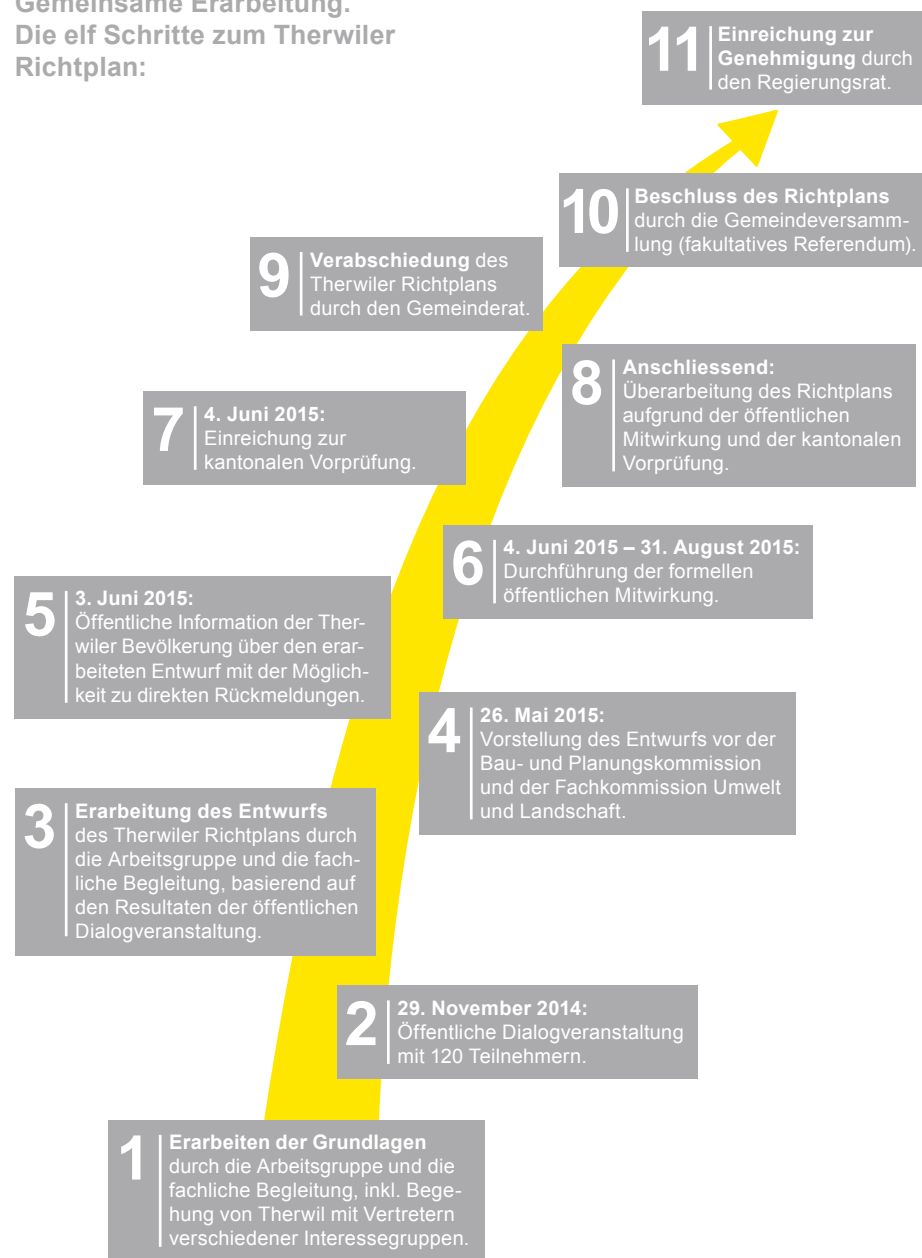 Gemeinsame Erarbeitung.
Die elf Schritte zum Therwiler
Richtplan:
11
Einreichung zur
Genehmigung durch
den Regierungsrat.
10
Beschluss des Richtplans
durch die Gemeindeversamm-
lung (fakultatives Referendum).
9
Verabschiedung des
Therwiler Richtplans
durch den Gemeinderat.
8
Anschliessend:
Überarbeitung des Richtplans
aufgrund der öffentlichen
Mitwirkung und der kantonalen
Vorprüfung.
7
4. Juni 2015:
Einreichung zur
kantonalen Vorprüfung.
6
4. Juni 2015 – 31. August 2015:
Durchführung der formellen
öffentlichen Mitwirkung.
5
3. Juni 2015:
Öffentliche Information der Ther-
wiler Bevölkerung über den erar-
beiteten Entwurf mit der Möglich-
keit zu direkten Rückmeldungen.
4
26. Mai 2015:
Vorstellung des Entwurfs vor der
Bau- und Planungskommission
und der Fachkommission Umwelt
und Landschaft.
3
Erarbeitung des Entwurfs
des Therwiler Richtplans durch
die Arbeitsgruppe und die fach-
liche Begleitung, basierend auf
den Resultaten der öffentlichen
Dialogveranstaltung.
2
29. November 2014:
Öffentliche Dialogveranstaltung
mit 120 Teilnehmern.
1
Erarbeiten der Grundlagen
durch die Arbeitsgruppe und die
fachliche Begleitung, inkl. Bege-
hung von Therwil mit Vertretern
verschiedener Interessegruppen.